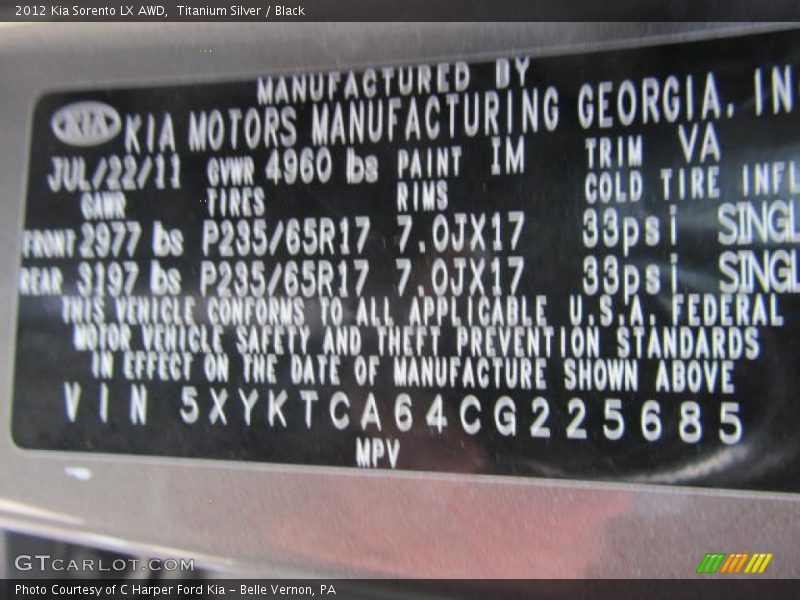 2012 Kia Sorento LX AWD, Titanium Silver / Black
MANUFACTURED BY
KIA KIA MOTORS MANUFACTURING GEORGIA, IN
JUL/22/11 GVWR 4960 lbs PAINT IM TRIM VA
GAWR TIRES RIMS COLD TIRE INFL
FRONT 2977 lbs P235/65R17 7.0JX17 33psi SINGL
REAR 3197 lbs P235/65R17 7.0JX17 33psi SINGL
THIS VEHICLE CONFORMS TO ALL APPLICABLE U.S.A. FEDERAL
MOTOR VEHICLE SAFETY AND THEFT PREVENTION STANDARDS
IN EFFECT ON THE DATE OF MANUFACTURE SHOWN ABOVE
VIN 5XYKTCA64CG225685
MPV
GTCARLOT.COM
Photo Courtesy of C Harper Ford Kia - Belle Vernon, PA